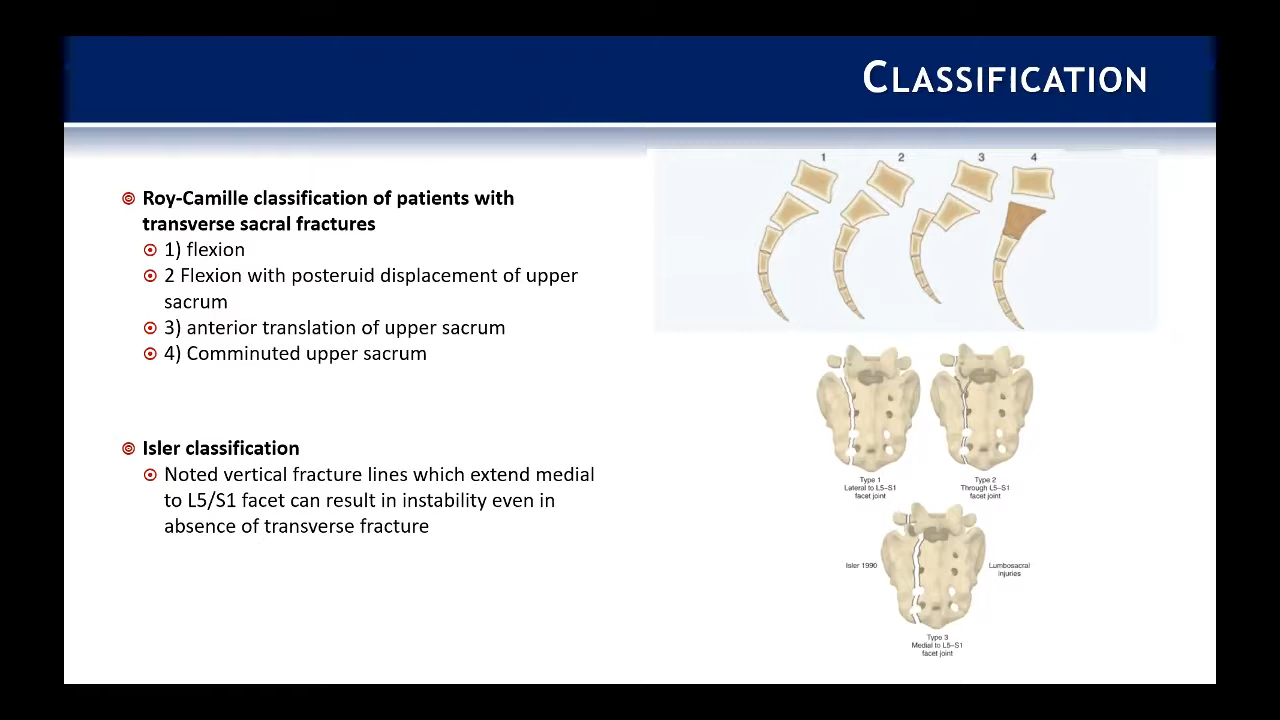 CLASSIFICATION
Roy-Camille classification of patients with
transverse sacral fractures
1) flexion
2 Flexion with posteruid displacement of upper
sacrum
3) anterior translation of upper sacrum
4) Comminuted upper sacrum
Isler classification
Noted vertical fracture lines which extend medial
to L5/S1 facet can result in instability even in
absence of transverse fracture
1 2 3 4
Type 1
Lateral to L5–S1
facet joint
Type 2
Through L5–S1
facet joint
Isler 1990
Lumbosacral
injuries
Type 3
Medial to L5–S1
facet joint